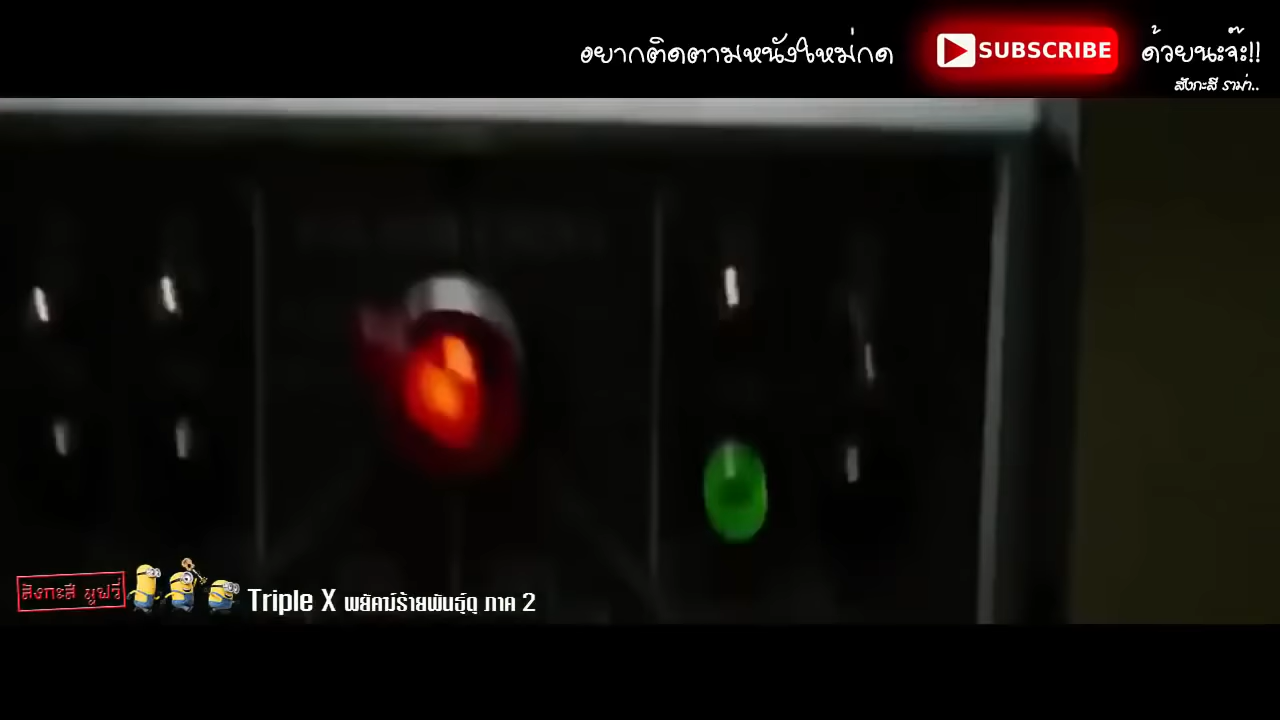 อยากติดตามหนังใหม่กด SUBSCRIBE ด้วยนะจ๊ะ!!
สังกะสี ราม่า..
สังกะสี มูฟวี่
Triple X พยัคฆ์ร้ายพันธุ์ดุ ภาค 2